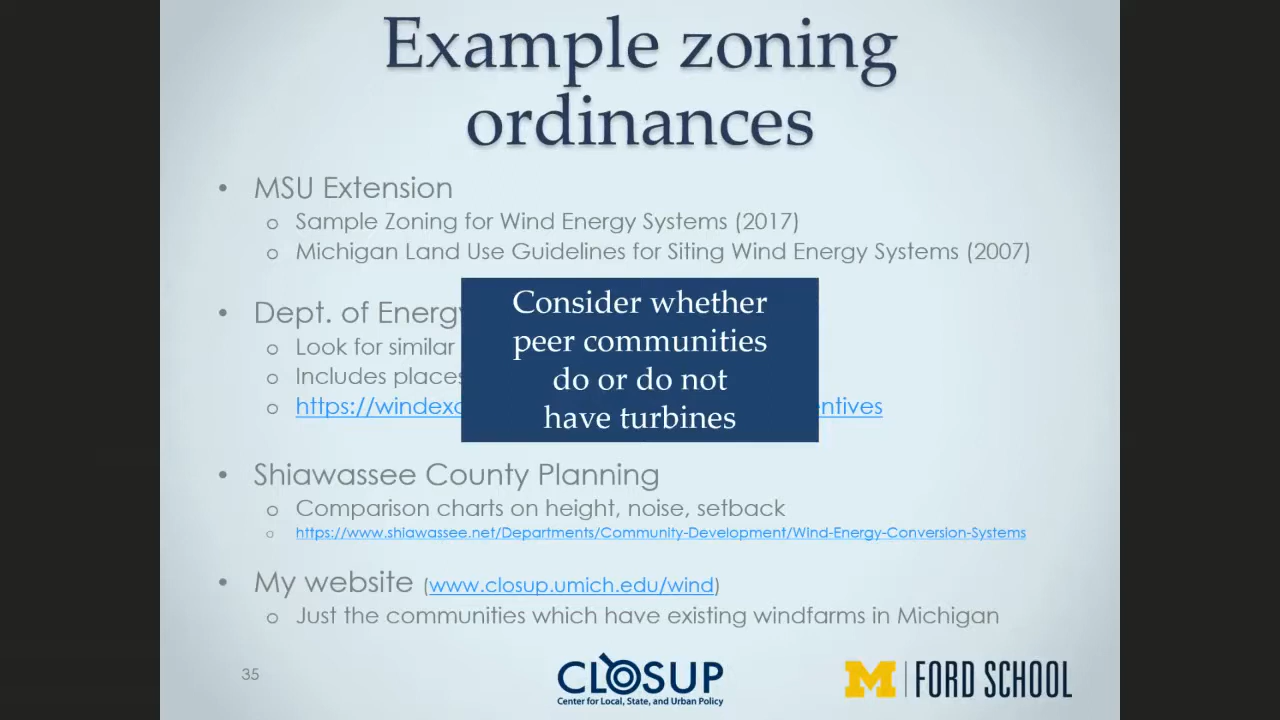 Example zoning
ordinances
• MSU Extension
o Sample Zoning for Wind Energy Systems (2017)
o Michigan Land Use Guidelines for Siting Wind Energy Systems (2007)
• Dept. of Energy
o Look for similar
o Includes places
o https://windexc entives
Consider whether
peer communities
do or do not
have turbines
• Shiawassee County Planning
o Comparison charts on height, noise, setback
o https://www.shiawassee.net/Departments/Community-Development/Wind-Energy-Conversion-Systems
• My website (www.closup.umich.edu/wind)
o Just the communities which have existing windfarms in Michigan
35
CLOSUP
Center for Local, State, and Urban Policy
M FORD SCHOOL